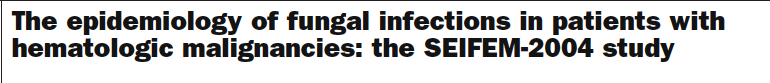 The epidemiology of fungal infections in patients with
hematologic malignancies: the SEIFEM-2004 study